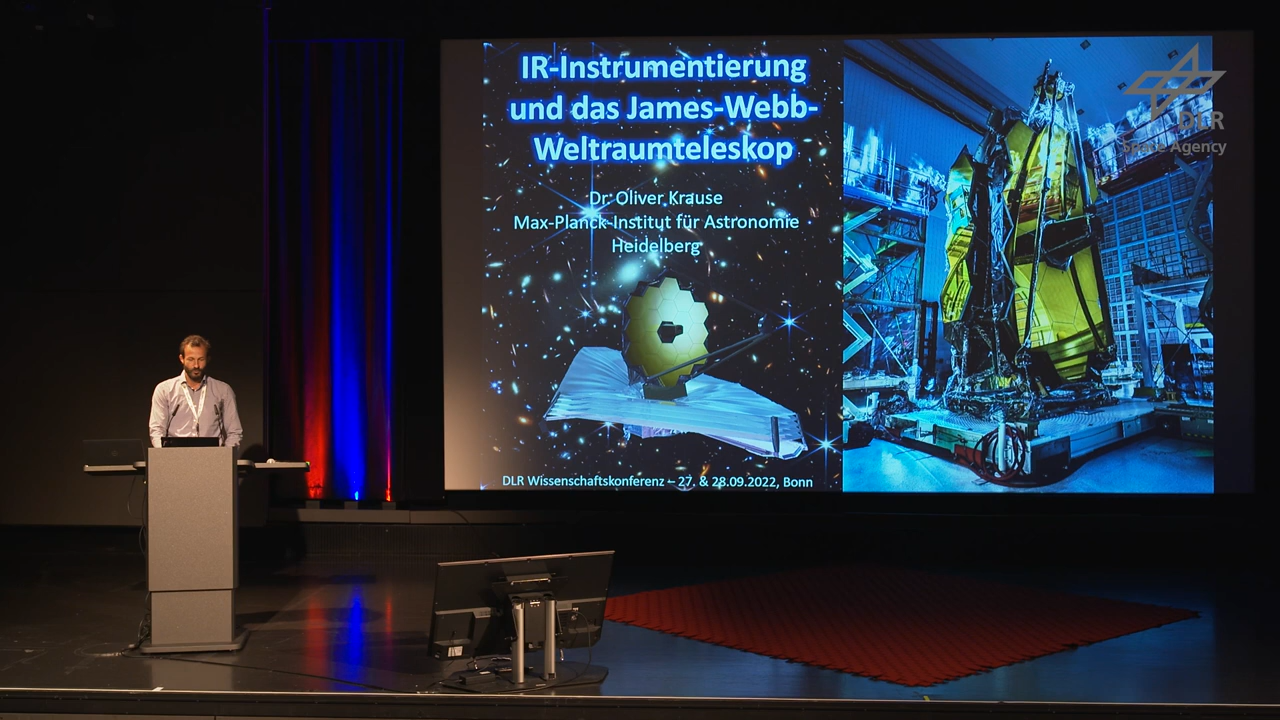 IR-Instrumentierung
und das James-Webb-
Weltraumteleskop
Dr. Oliver Krause
Max-Planck-Institut für Astronomie
Heidelberg
DLR Wissenschaftskonferenz – 27. & 28.09.2022, Bonn
DLR
Space Agency